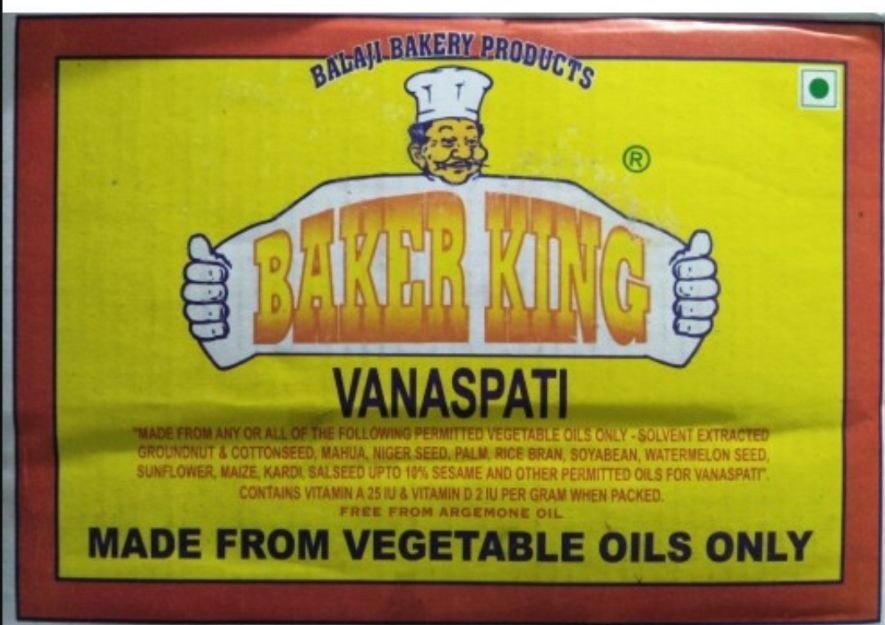 BALAJI BAKERY PRODUCTS
®
BAKER KING
VANASPATI
"MADE FROM ANY OR ALL OF THE FOLLOWING PERMITTED VEGETABLE OILS ONLY - SOLVENT EXTRACTED
GROUNDNUT & COTTONSEED, MAHUA, NIGER SEED, PALM, RICE BRAN, SOYABEAN, WATERMELON SEED,
SUNFLOWER, MAIZE, KARDI, SALSEED UPTO 10% SESAME AND OTHER PERMITTED OILS FOR VANASPATI".
CONTAINS VITAMIN A 25 IU & VITAMIN D 2 IU PER GRAM WHEN PACKED.
FREE FROM ARGEMONE OIL
MADE FROM VEGETABLE OILS ONLY